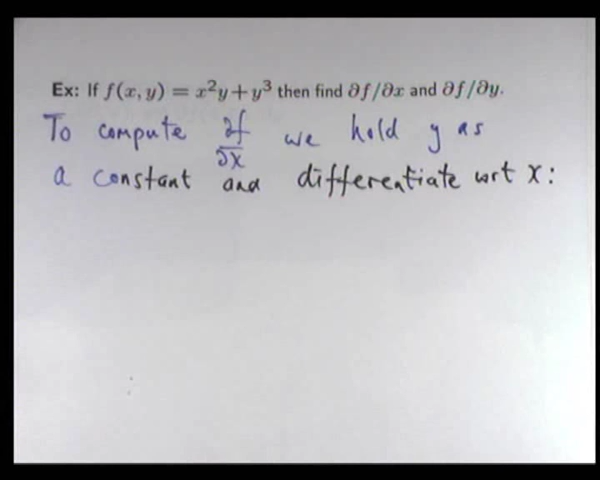 Ex: If f(x, y) = x²y + y³ then find ∂f/∂x and ∂f/∂y.
To compute ∂f/∂x we hold y as
a constant and differentiate wrt x: